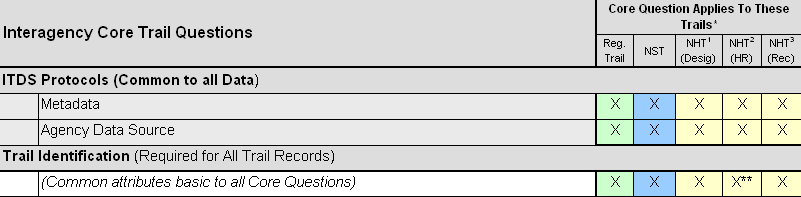 Interagency Core Trail Questions
Core Question Applies To These Trails*
Reg. Trail NST NHT¹ (Desig) NHT² (HR) NHT³ (Rec)
ITDS Protocols (Common to all Data)
Metadata X X X X X
Agency Data Source X X X X X
Trail Identification (Required for All Trail Records)
(Common attributes basic to all Core Questions) X X X X** X